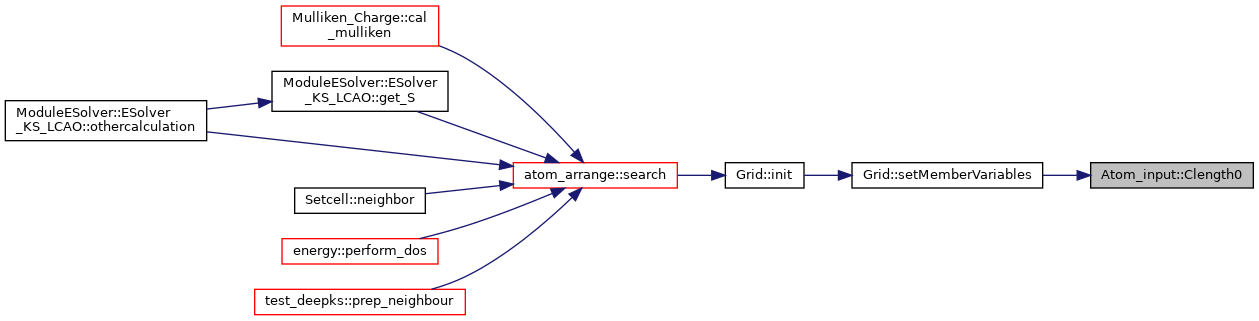 Mulliken_Charge::cal
_mulliken
ModuleESolver::ESolver
_KS_LCAO::get_S
ModuleESolver::ESolver
_KS_LCAO::othercalculation
atom_arrange::search
Grid::init
Grid::setMemberVariables
Atom_input::Clength0
Setcell::neighbor
energy::perform_dos
test_deepks::prep_neighbour